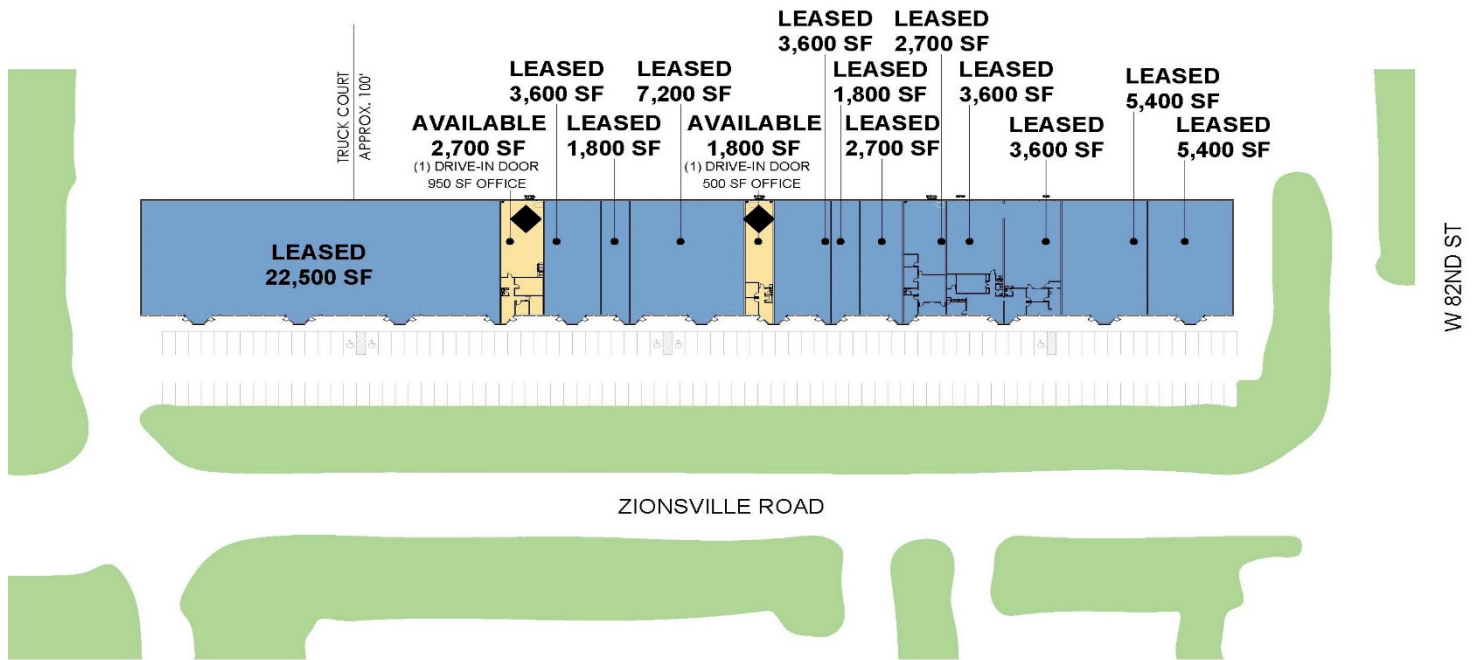 TRUCK COURT
APPROX. 100'
LEASED
22,500 SF
AVAILABLE
2,700 SF
(1) DRIVE-IN DOOR
950 SF OFFICE
LEASED
3,600 SF
LEASED
1,800 SF
LEASED
7,200 SF
AVAILABLE
1,800 SF
(1) DRIVE-IN DOOR
500 SF OFFICE
LEASED
3,600 SF
LEASED
1,800 SF
LEASED
2,700 SF
LEASED
2,700 SF
LEASED
3,600 SF
LEASED
3,600 SF
LEASED
5,400 SF
LEASED
5,400 SF
W 82ND ST
ZIONSVILLE ROAD